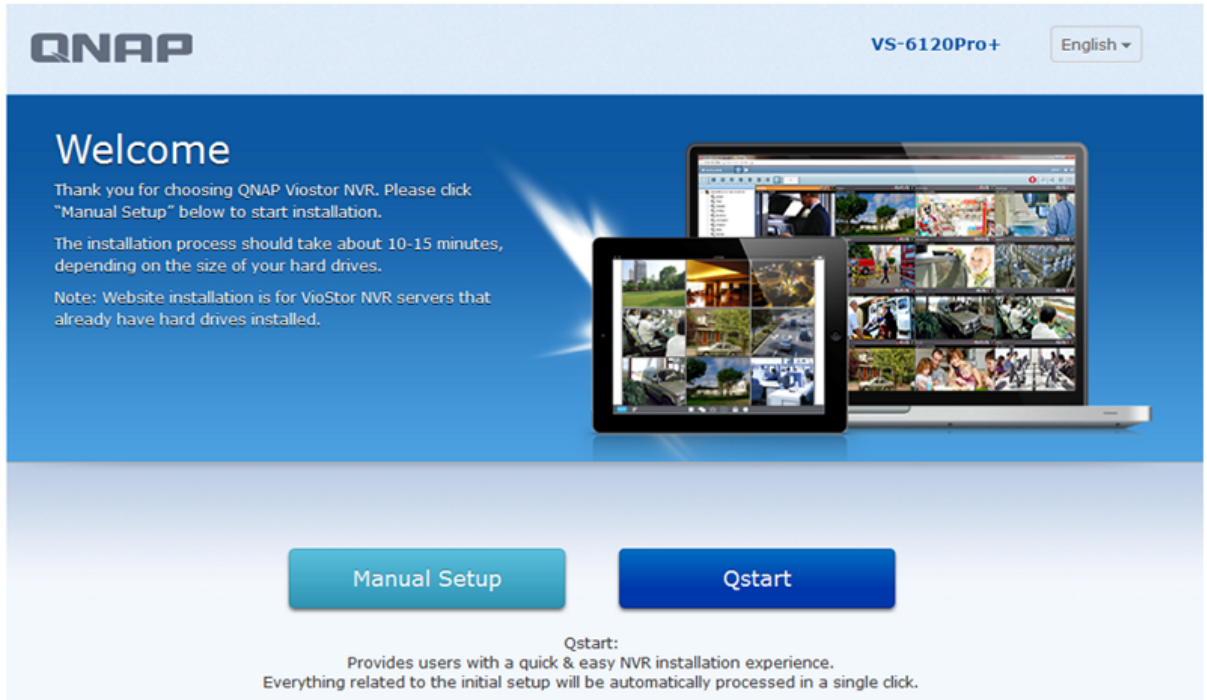 QNAP
VS-6120Pro+
English
Welcome
Thank you for choosing QNAP Viostor NVR. Please click
“Manual Setup” below to start installation.
The installation process should take about 10-15 minutes,
depending on the size of your hard drives.
Note: Website installation is for VioStor NVR servers that
already have hard drives installed.
Manual Setup
Qstart
Qstart:
Provides users with a quick & easy NVR installation experience.
Everything related to the initial setup will be automatically processed in a single click.